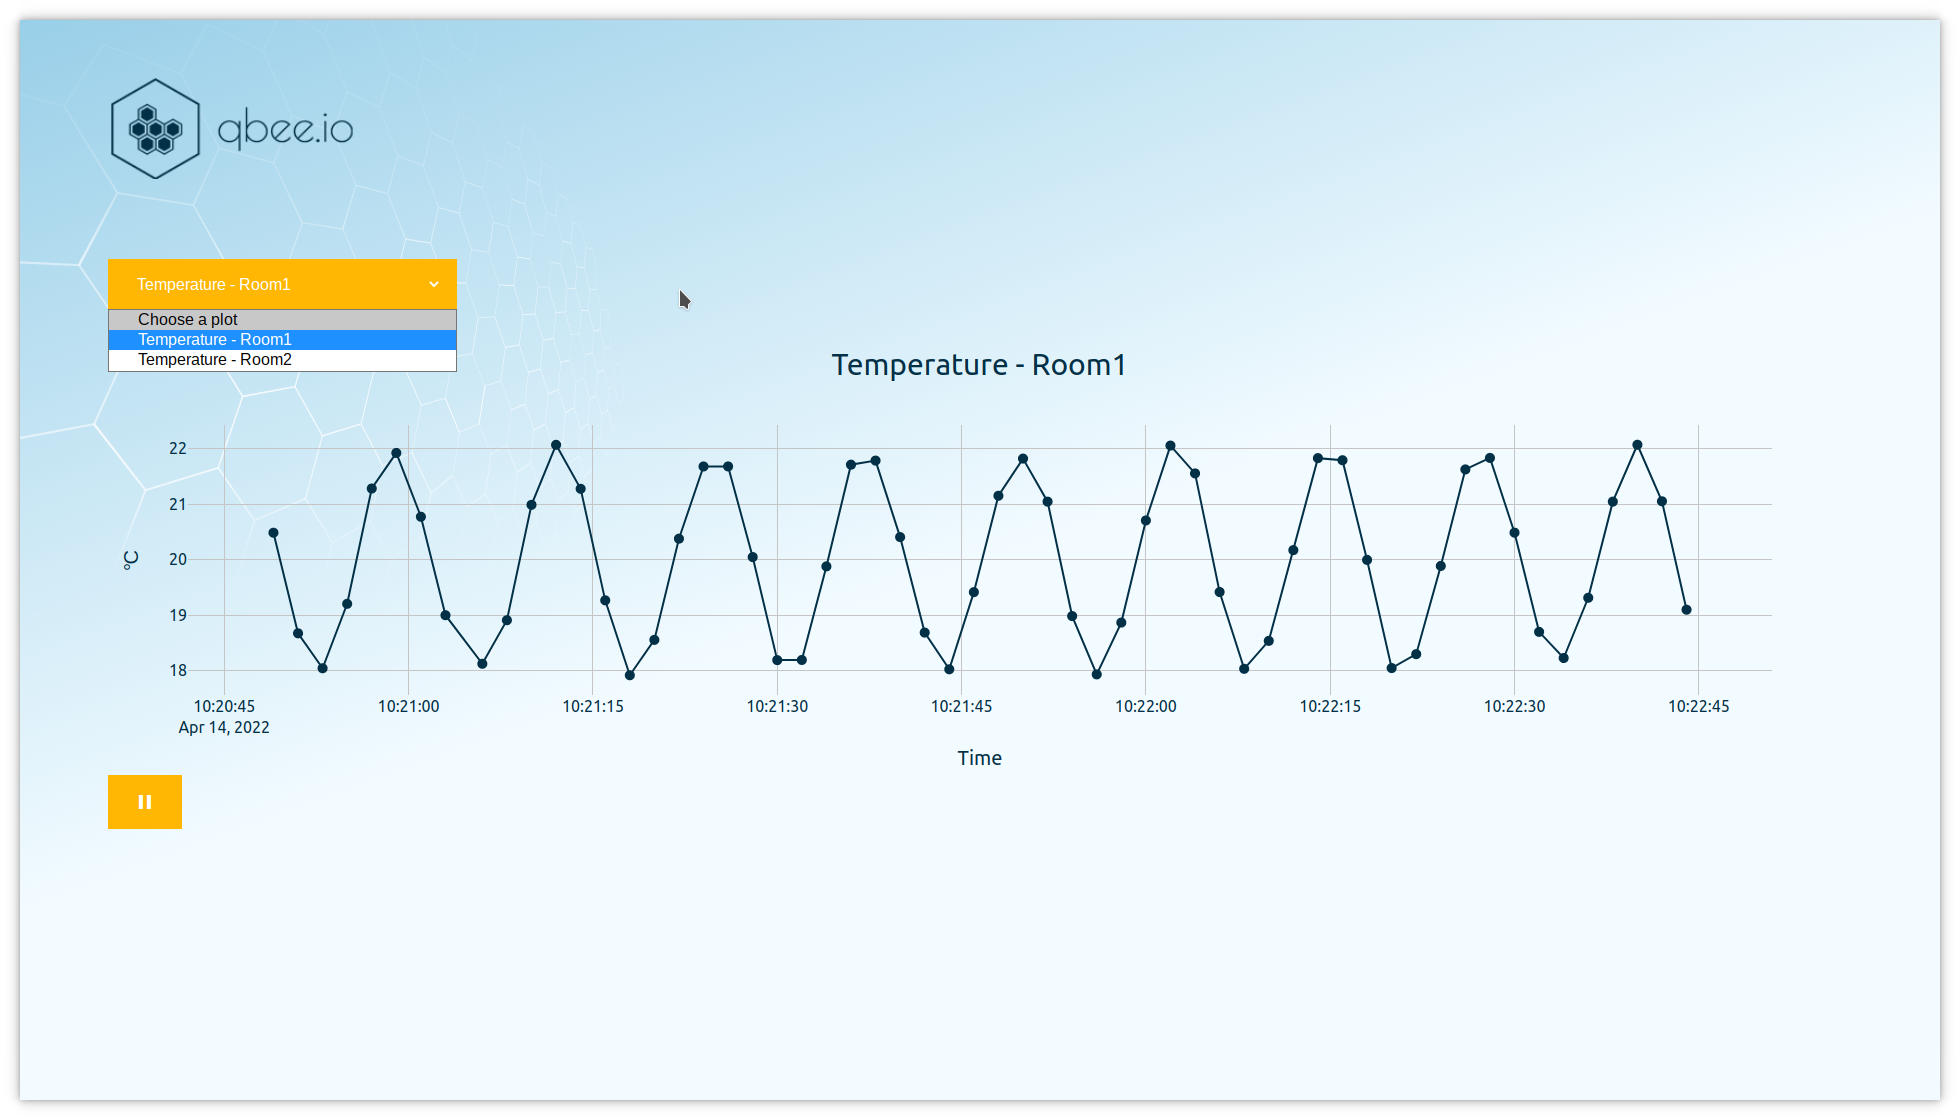 qbee.io
Temperature - Room1
Choose a plot
Temperature - Room1
Temperature - Room2
Temperature - Room1
22
21
20
19
18
°C
10:20:45 10:21:00 10:21:15 10:21:30 10:21:45 10:22:00 10:22:15 10:22:30 10:22:45
Apr 14, 2022
Time